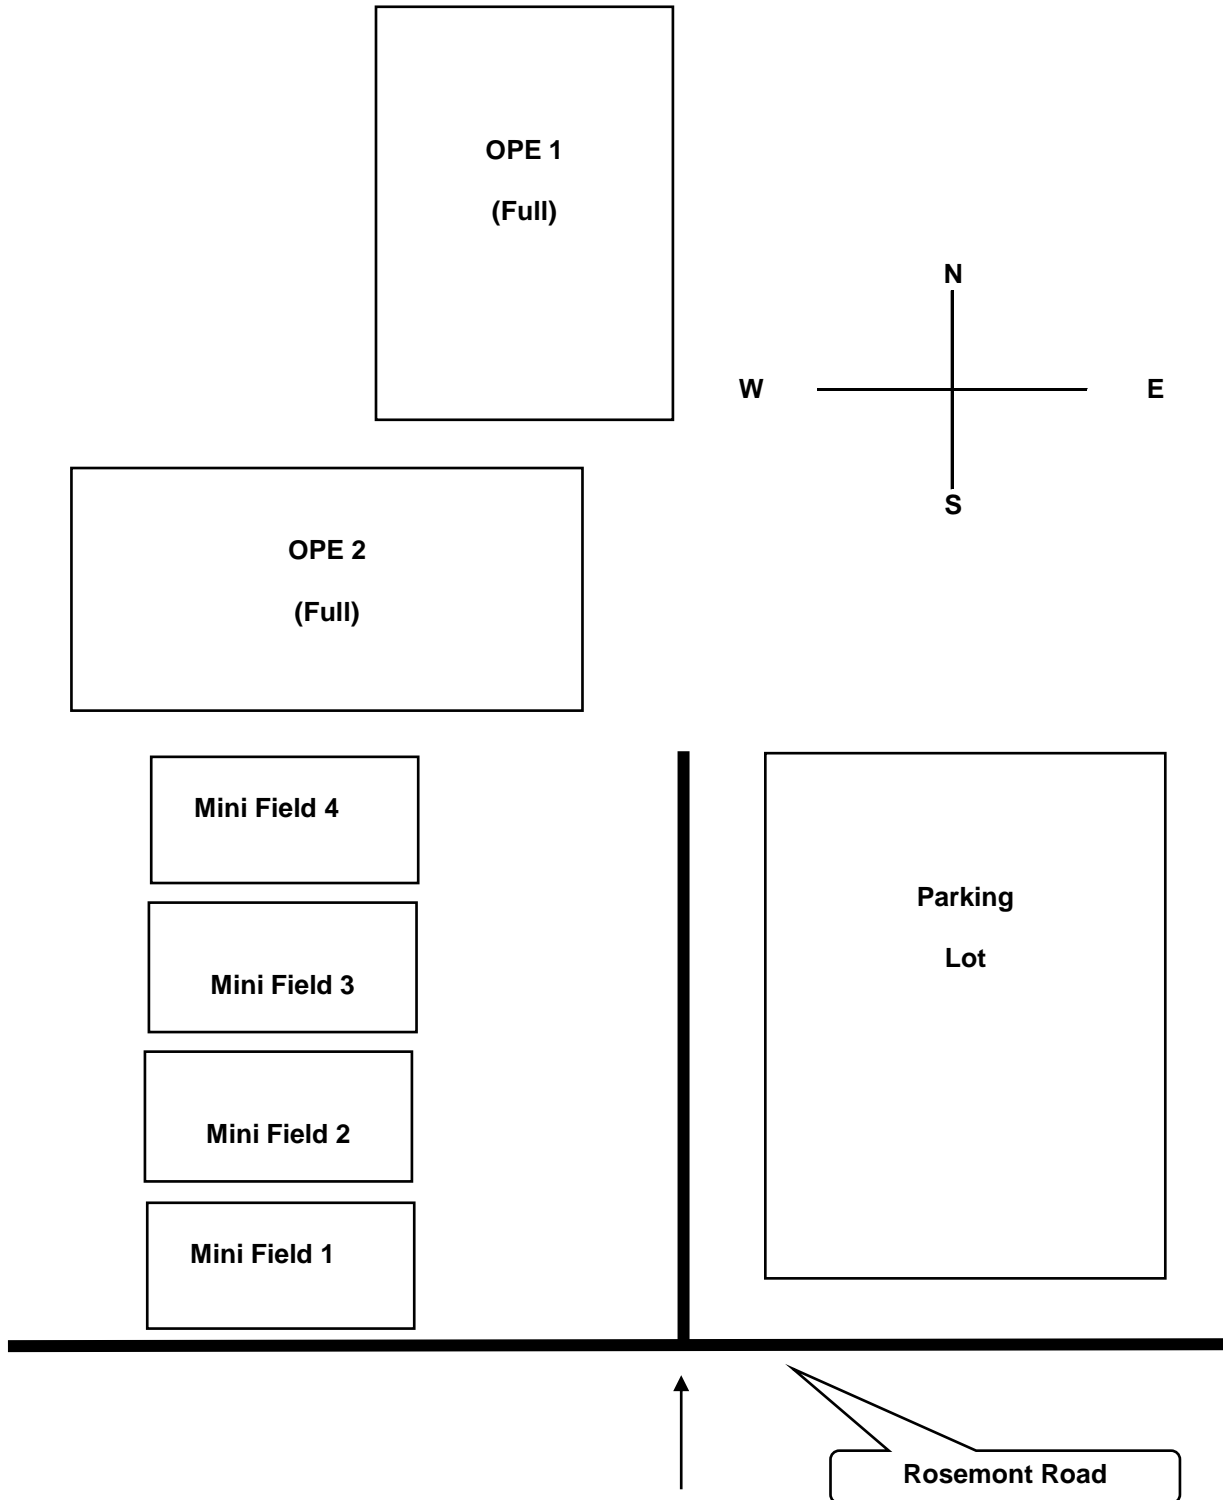 OPE 1
(Full)
N
W
E
S
OPE 2
(Full)
Mini Field 4
Parking
Lot
Mini Field 3
Mini Field 2
Mini Field 1
Rosemont Road